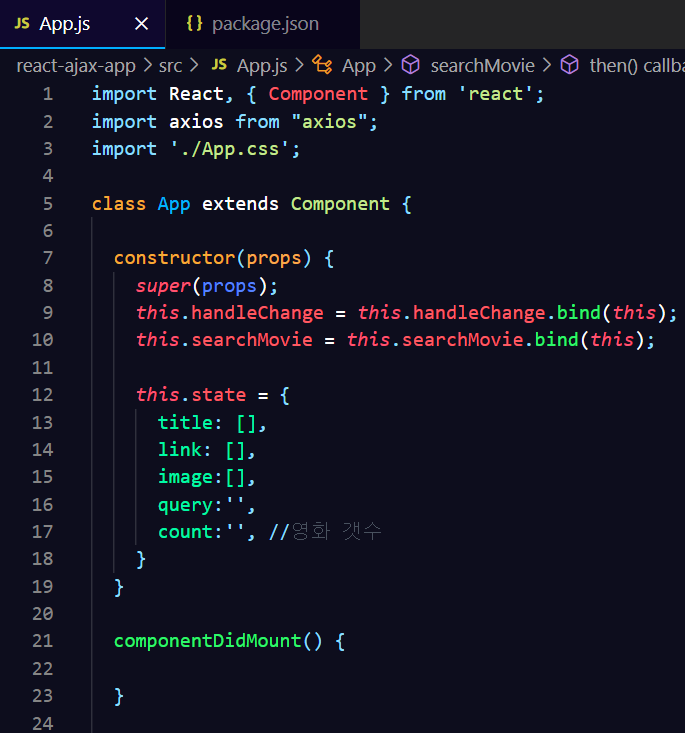 JS App.js × {} package.json
react-ajax-app > src > JS App.js > App > searchMovie > then() callba
1 import React, { Component } from 'react';
2 import axios from "axios";
3 import './App.css';
4
5 class App extends Component {
6
7 constructor(props) {
8 super(props);
9 this.handleChange = this.handleChange.bind(this);
10 this.searchMovie = this.searchMovie.bind(this);
11
12 this.state = {
13 title: [],
14 link: [],
15 image:[],
16 query:'',
17 count:'', //영화 갯수
18 }
19 }
20
21 componentDidMount() {
22
23 }
24